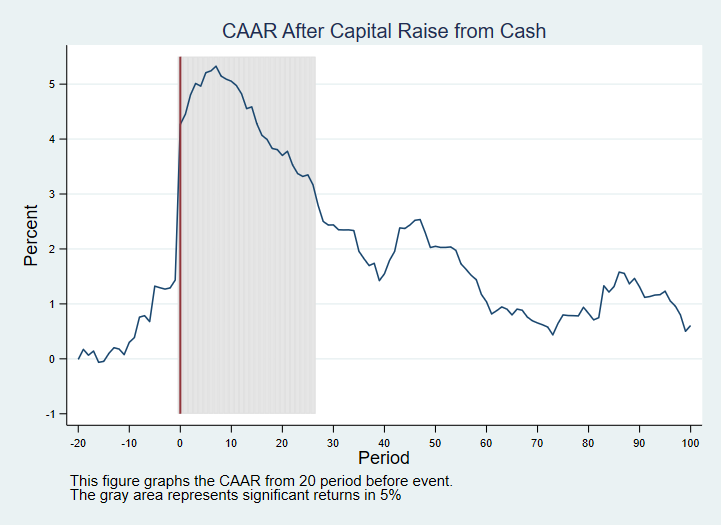 CAAR After Capital Raise from Cash
Percent
5
4
3
2
1
0
-1
-20 -10 0 10 20 30 40 50 60 70 80 90 100
Period
This figure graphs the CAAR from 20 period before event.
The gray area represents significant returns in 5%